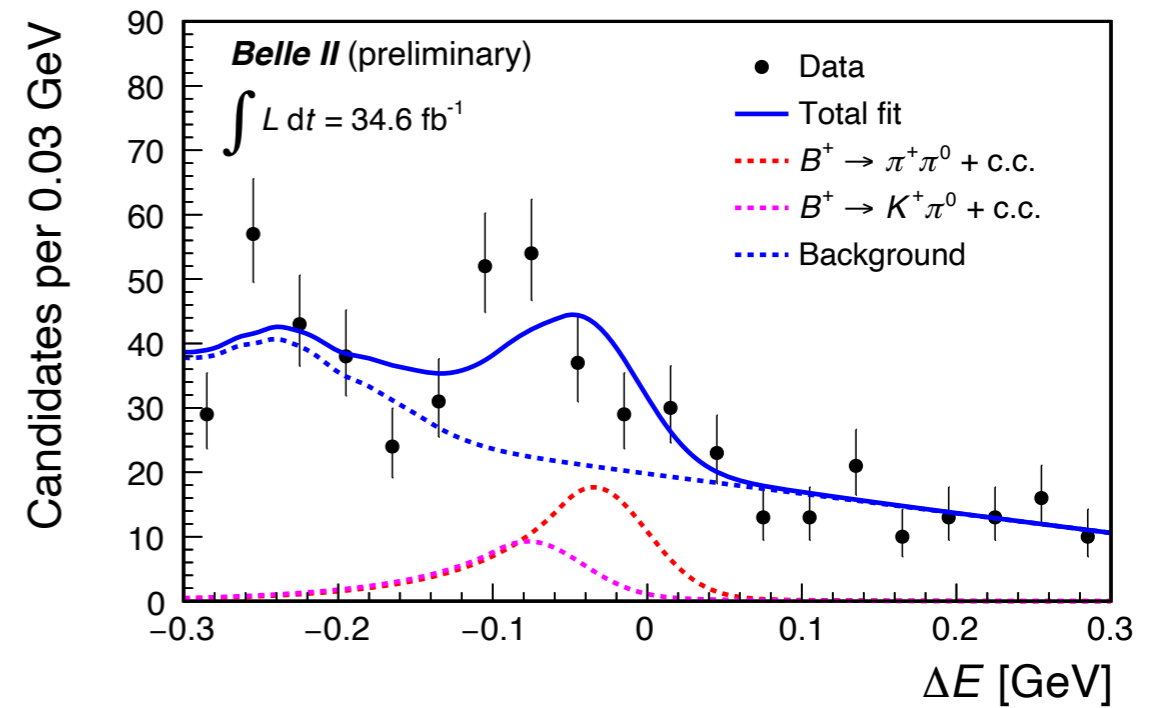 Candidates per 0.03 GeV
90
80
70
60
50
40
30
20
10
0
Belle II (preliminary)
∫ L dt = 34.6 fb⁻¹
Data
Total fit
B⁺ → π⁺π⁰ + c.c.
B⁺ → K⁺π⁰ + c.c.
Background
−0.3 −0.2 −0.1 0 0.1 0.2 0.3
ΔE [GeV]